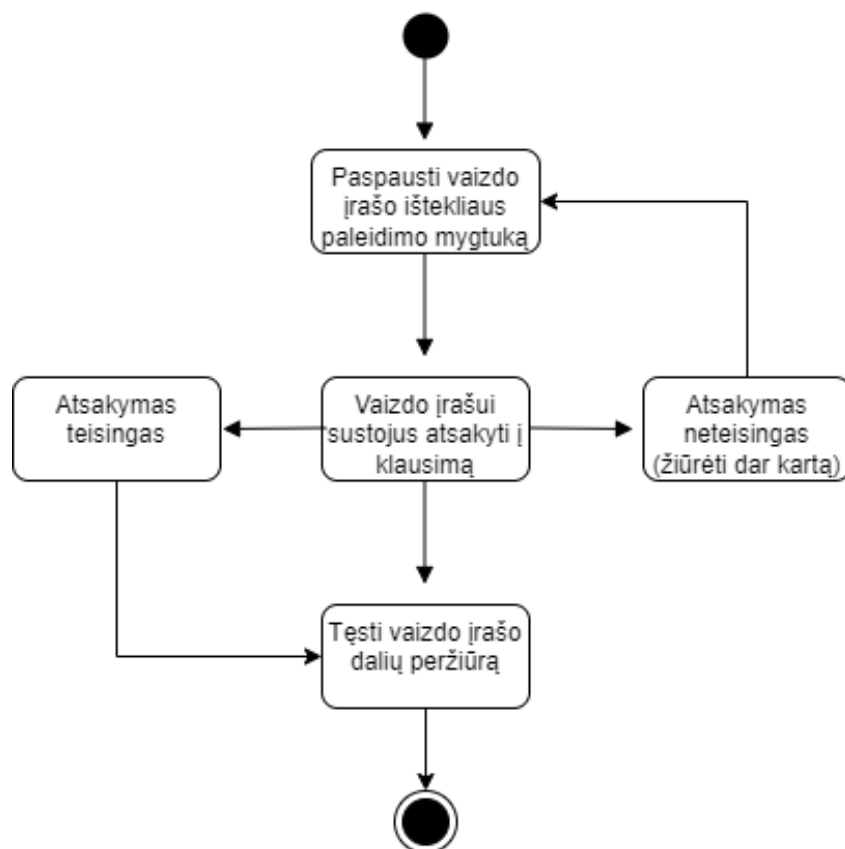 Paspausti vaizdo
įrašo ištekliaus
paleidimo mygtuką
Atsakymas
teisingas
Vaizdo įrašui
sustojus atsakyti į
klausimą
Atsakymas
neteisingas
(žiūrėti dar kartą)
Tęsti vaizdo įrašo
dalių peržiūrą